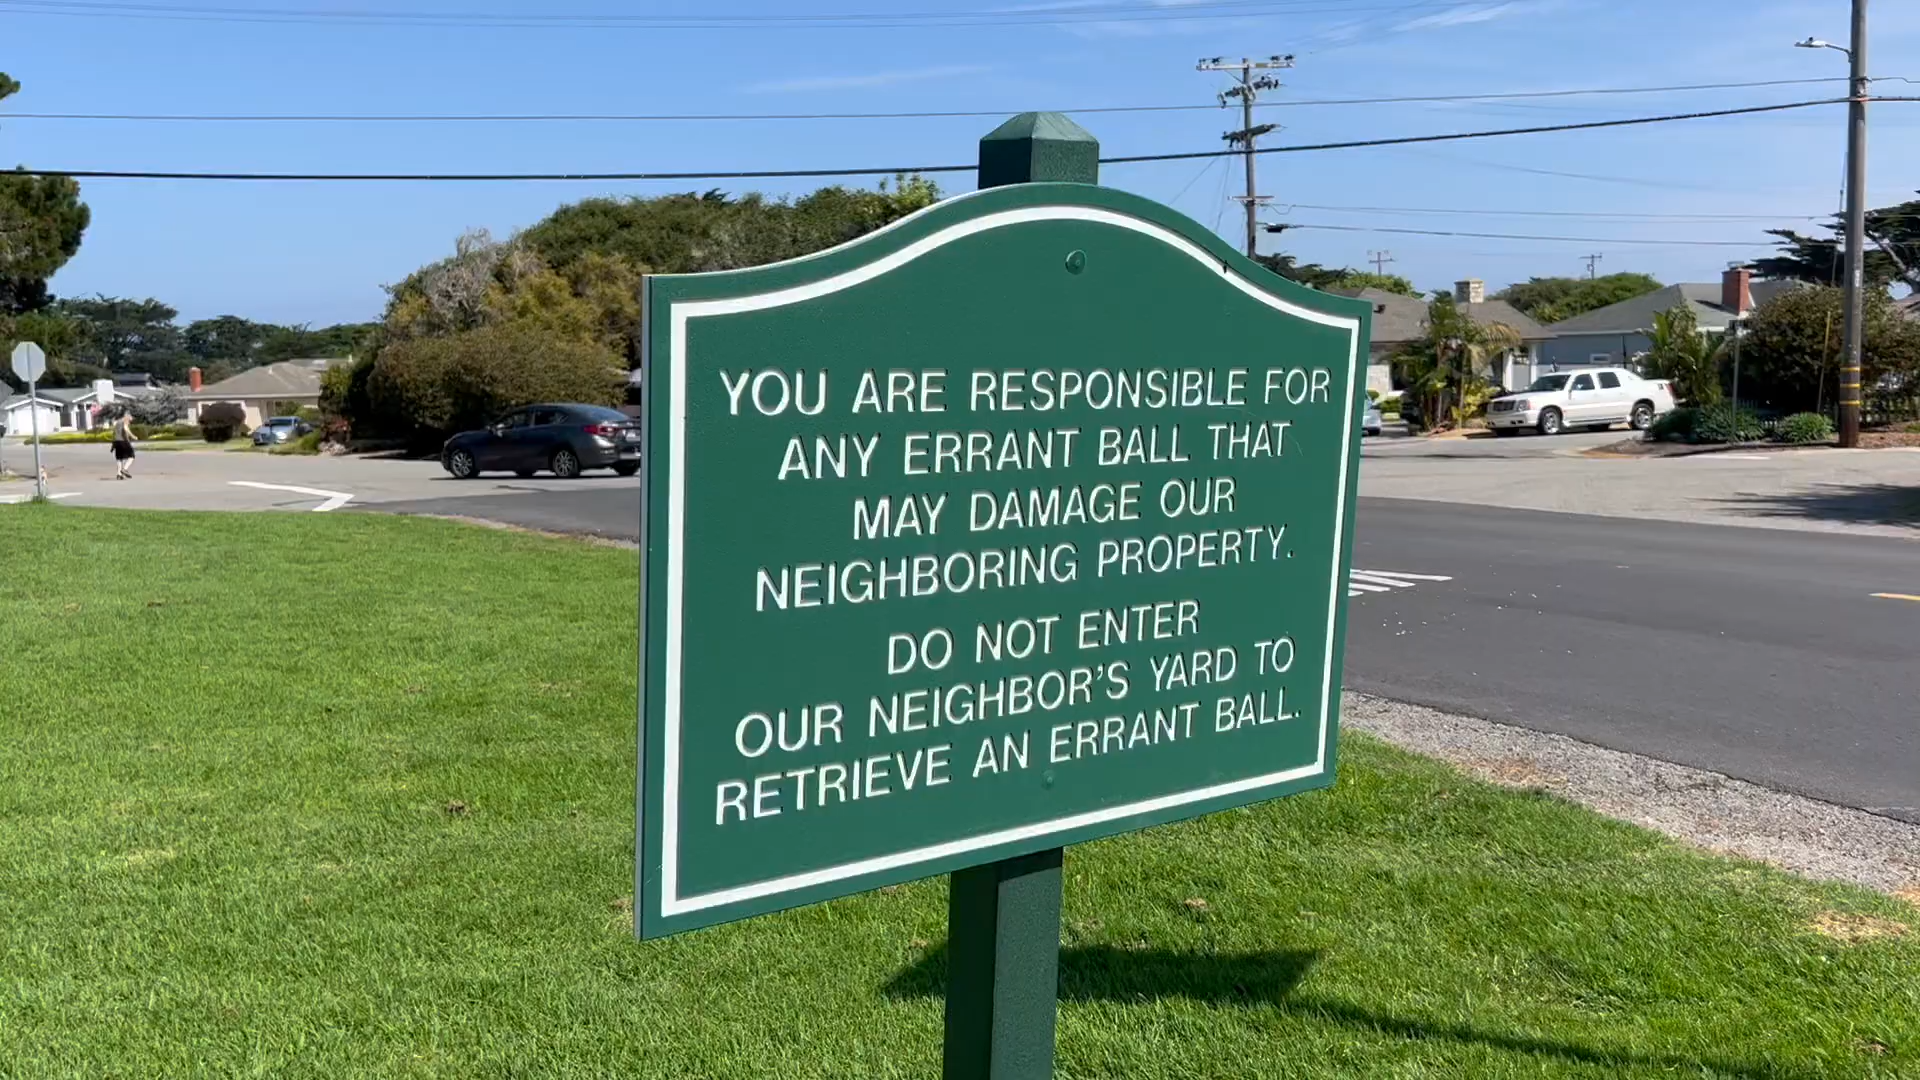 YOU ARE RESPONSIBLE FOR
ANY ERRANT BALL THAT
MAY DAMAGE OUR
NEIGHBORING PROPERTY.
DO NOT ENTER
OUR NEIGHBOR'S YARD TO
RETRIEVE AN ERRANT BALL.